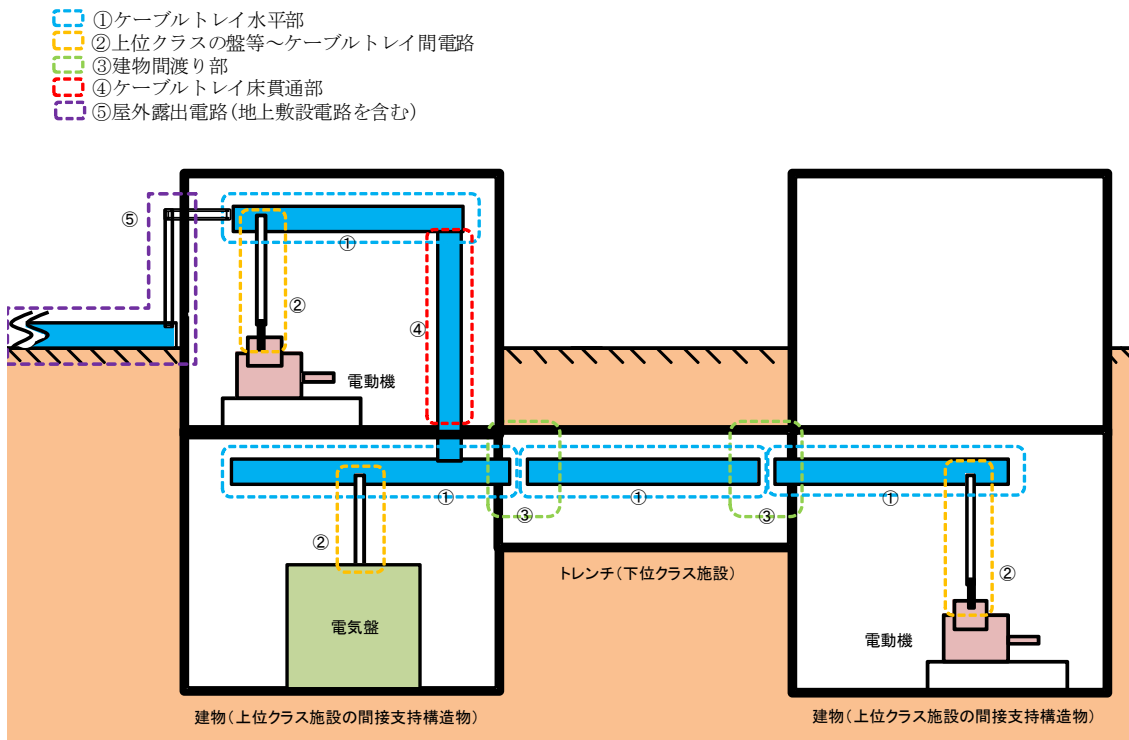 ①ケーブルトレイ水平部
②上位クラスの盤等～ケーブルトレイ間電路
③建物間渡り部
④ケーブルトレイ床貫通部
⑤屋外露出電路(地上敷設電路を含む)
⑤
①
②
④
電動機
①
③
①
③
①
②
②
トレンチ(下位クラス施設)
電気盤
電動機
建物(上位クラス施設の間接支持構造物)
建物(上位クラス施設の間接支持構造物)